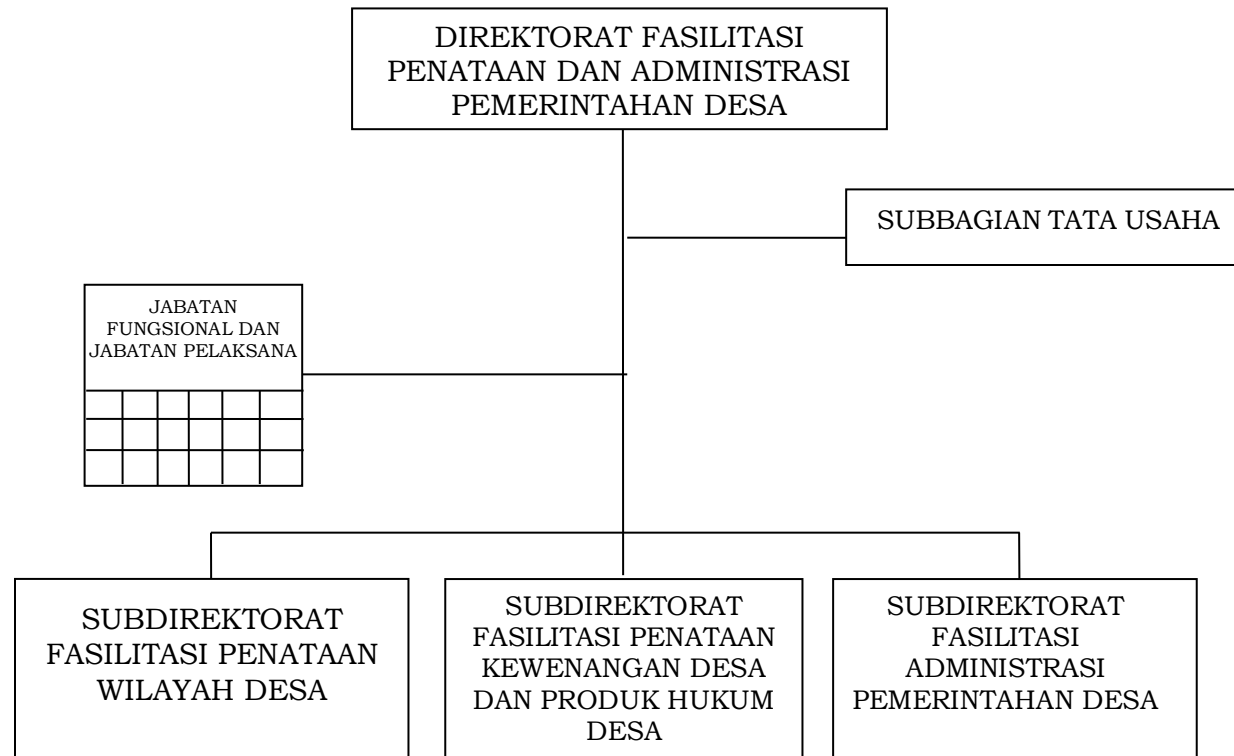 DIREKTORAT FASILITASI
PENATAAN DAN ADMINISTRASI
PEMERINTAHAN DESA
SUBBAGIAN TATA USAHA
JABATAN
FUNGSIONAL DAN
JABATAN PELAKSANA
SUBDIREKTORAT
FASILITASI PENATAAN
WILAYAH DESA
SUBDIREKTORAT
FASILITASI PENATAAN
KEWENANGAN DESA
DAN PRODUK HUKUM
DESA
SUBDIREKTORAT
FASILITASI
ADMINISTRASI
PEMERINTAHAN DESA